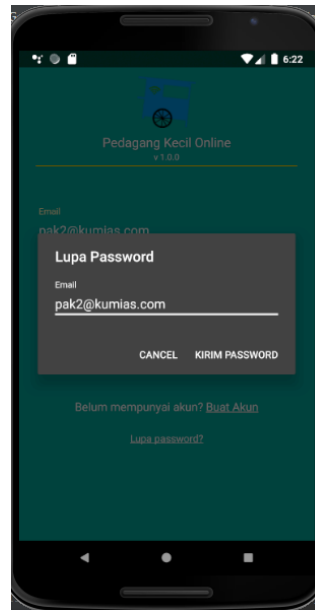 6:22
Pedagang Kecil Online
v 1.0.0
Email
pak2@kumias.com
Lupa Password
Email
pak2@kumias.com
CANCEL KIRIM PASSWORD
Belum mempunyai akun? Buat Akun
Lupa password?